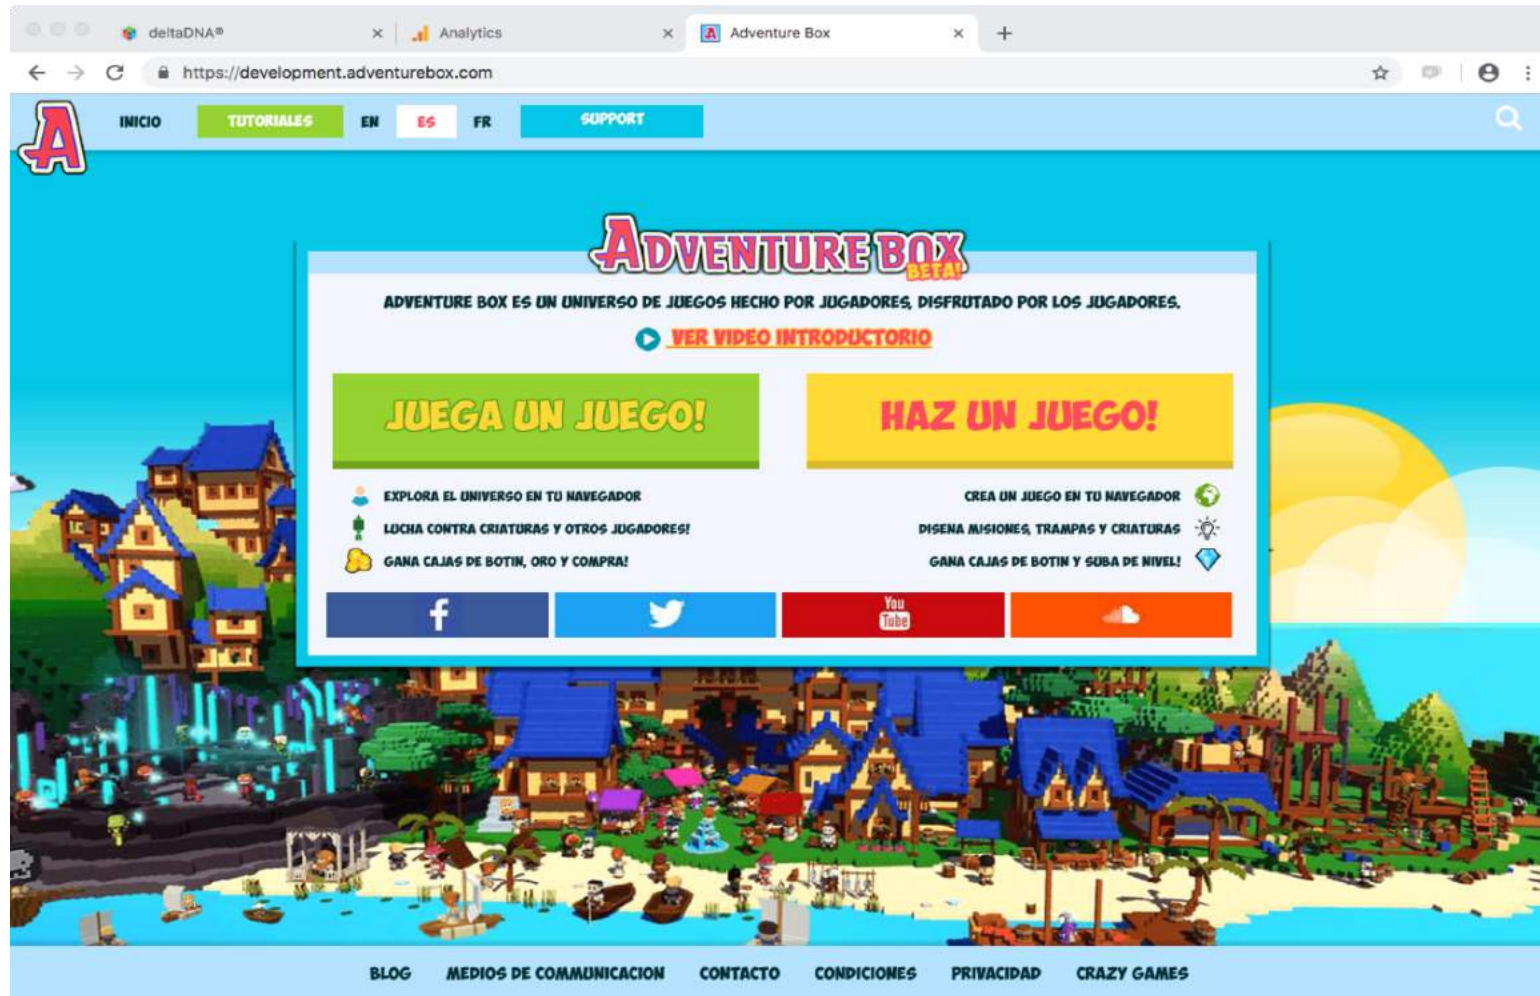 deltaDNA®
Analytics
Adventure Box
https://development.adventurebox.com
A
INICIO TUTORIALES EN ES FR SUPPORT
ADVENTURE BOX
BETA!
ADVENTURE BOX ES UN UNIVERSO DE JUEGOS HECHO POR JUGADORES, DISFRUTADO POR LOS JUGADORES.
VER VIDEO INTRODUCTORIO
JUEGA UN JUEGO!
HAZ UN JUEGO!
EXPLORA EL UNIVERSO EN TU NAVEGADOR
LUCHA CONTRA CRIATURAS Y OTROS JUGADORES!
GANA CAJAS DE BOTIN, ORO Y COMPRA!
CREA UN JUEGO EN TU NAVEGADOR
DISENA MISIONES, TRAMPAS Y CRIATURAS
GANA CAJAS DE BOTIN Y SUBA DE NIVEL!
f
You
Tube
BLOG MEDIOS DE COMMUNICACION CONTACTO CONDICIONES PRIVACIDAD CRAZY GAMES